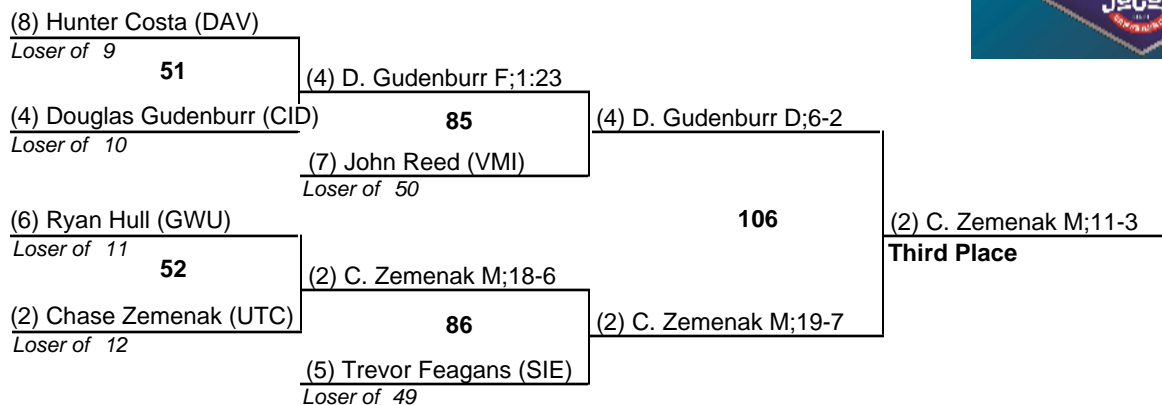 (8) Hunter Costa (DAV)
Loser of 9
51
(4) D. Gudenburr F;1:23
(4) Douglas Gudenburr (CID)
Loser of 10
85
(4) D. Gudenburr D;6-2
(7) John Reed (VMI)
Loser of 50
(6) Ryan Hull (GWU)
Loser of 11
106
(2) C. Zemenak M;11-3
Third Place
52
(2) C. Zemenak M;18-6
(2) Chase Zemenak (UTC)
Loser of 12
86
(2) C. Zemenak M;19-7
(5) Trevor Feagans (SIE)
Loser of 49